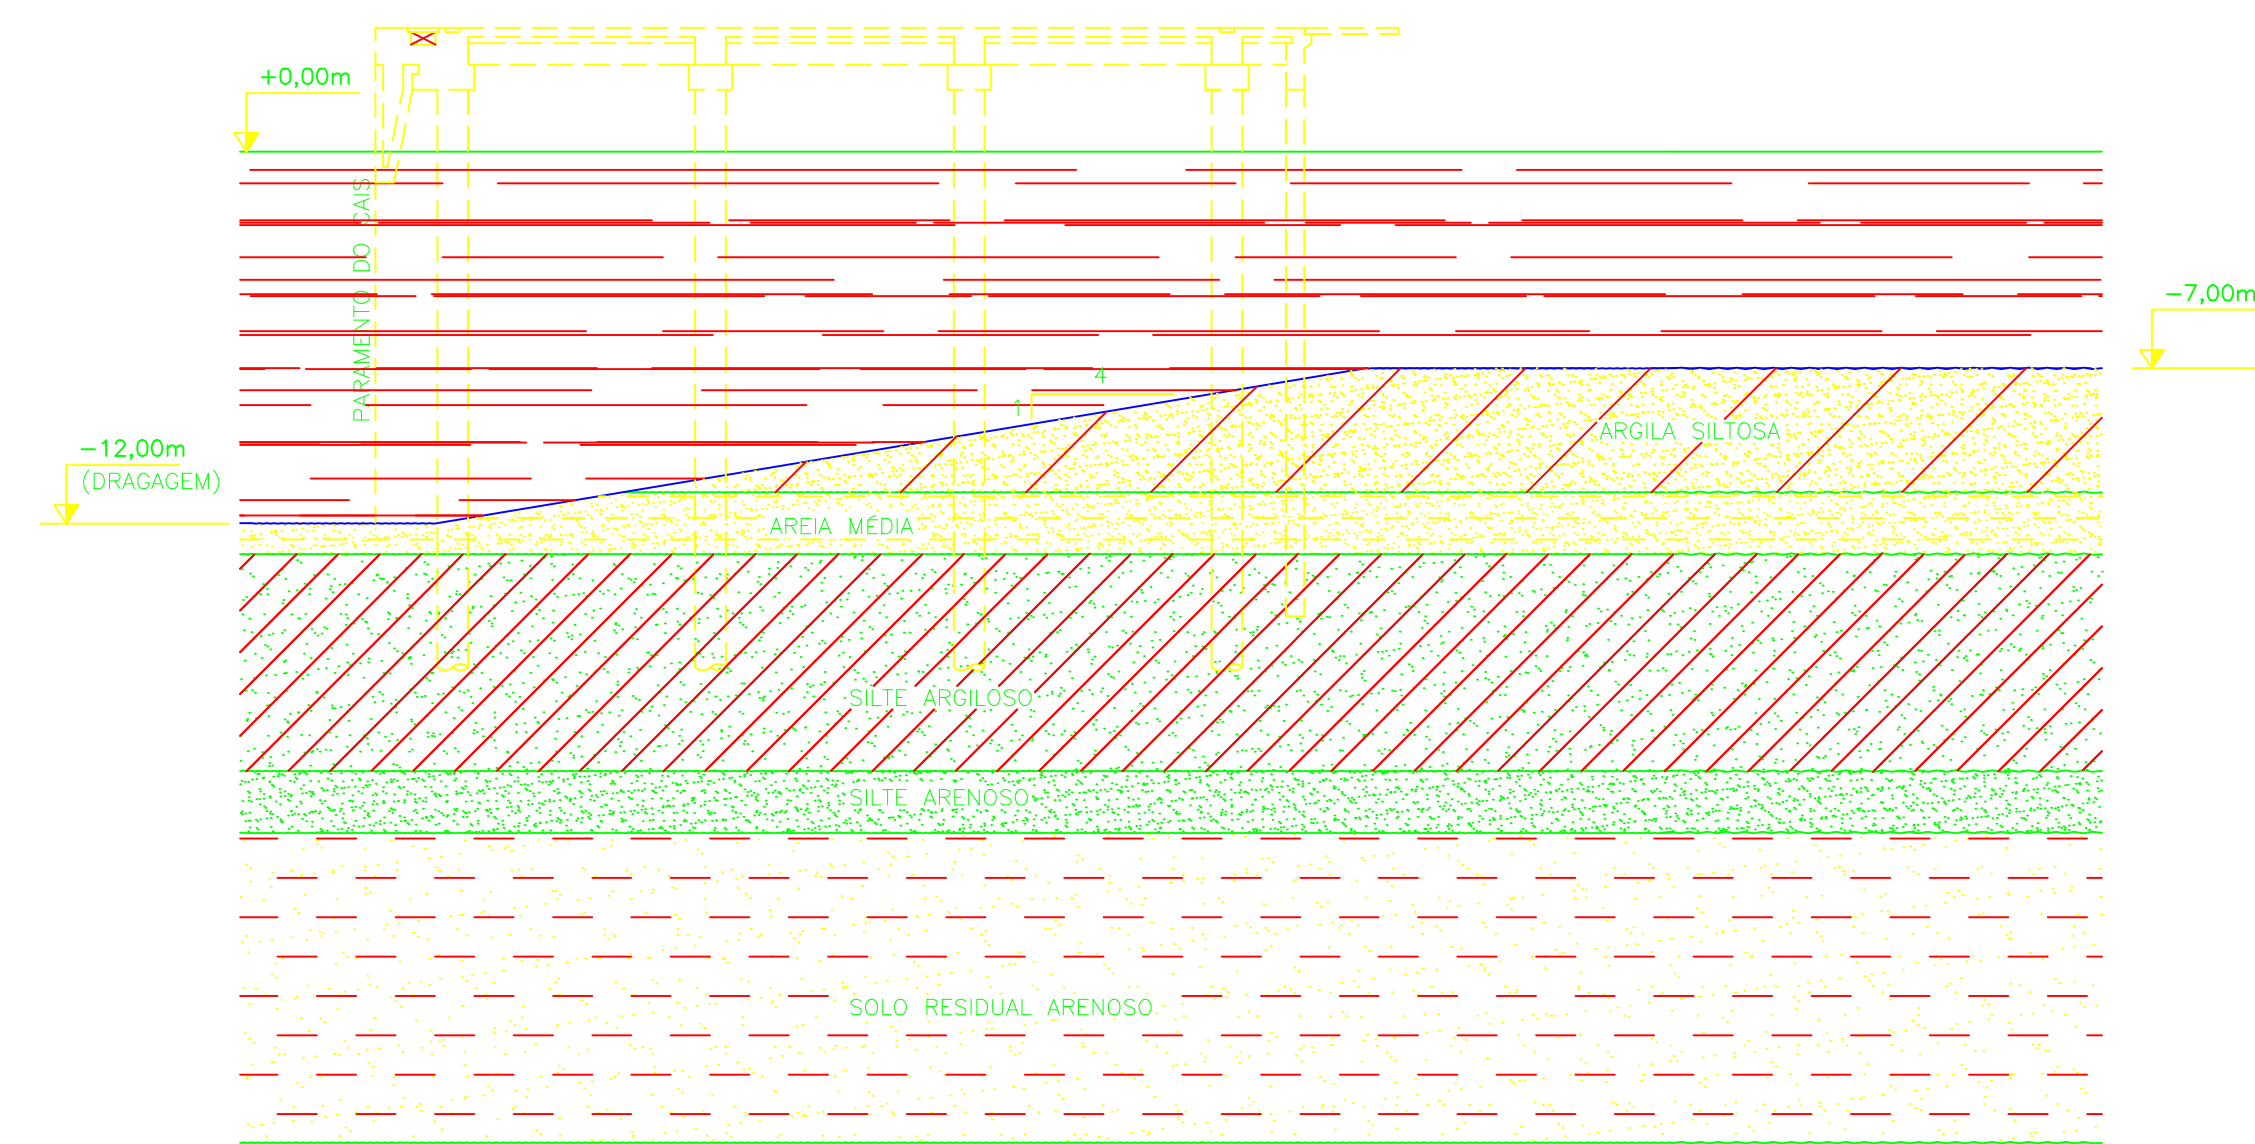 +0,00m
PARAMENTO DO CAIS
-7,00m
4
1
ARGILA SILTOSA
-12,00m
(DRAGAGEM)
AREIA MÉDIA
SILTE ARGILOSO
SILTE ARENOSO
SOLO RESIDUAL ARENOSO